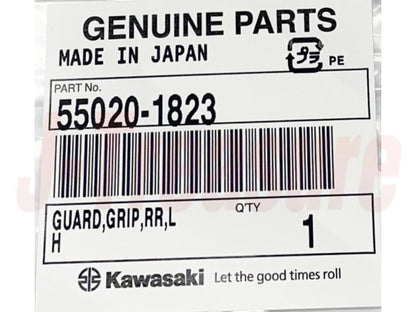 GENUINE PARTS
MADE IN JAPAN
プラ PE
PART No.
55020-1823
GUARD,GRIP,RR,L
H
Q'TY
1
Kawasaki Let the good times roll